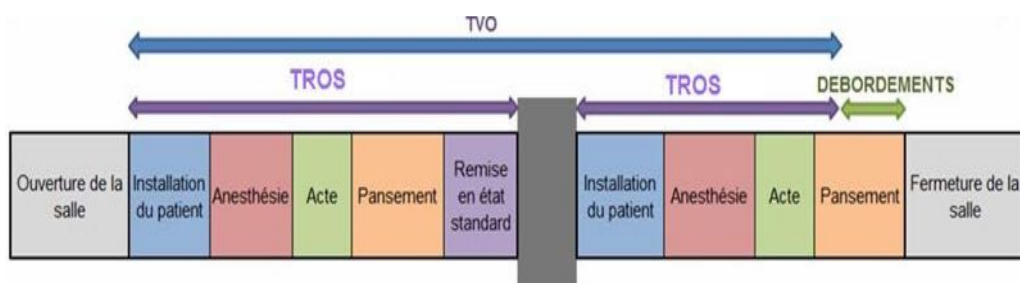 TVO
TROS
TROS
DEBORDEMENTS
Ouverture de la
salle
Installation
du patient
Anesthésie
Acte
Pansement
Remise
en état
standard
Installation
du patient
Anesthésie
Acte
Pansement
Fermeture de la
salle